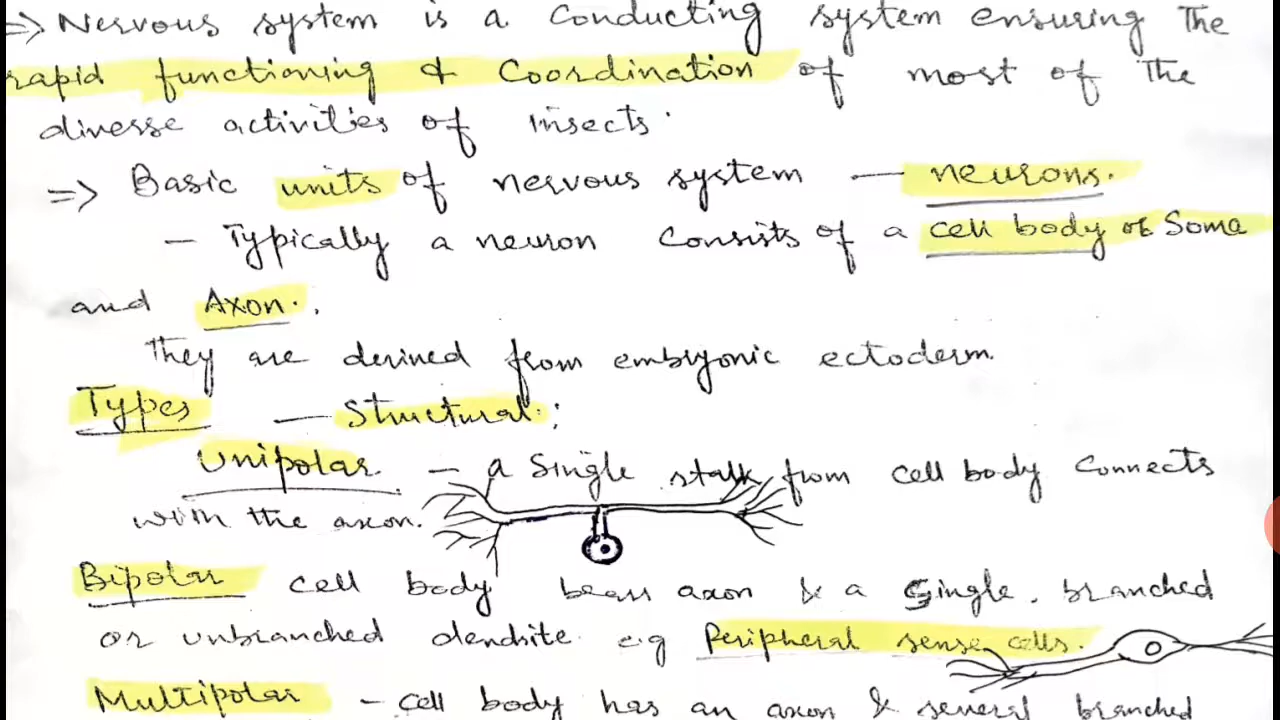 => Nervous system is a conducting system ensuring the
rapid functioning & coordination of most of the
diverse activities of insects.
=> Basic units of nervous system — neurons.
— Typically a neuron consists of a cell body or Soma
and Axon.
They are derived from embryonic ectoderm.
Types — Structural:
Unipolar — a single stalk from cell body connects
with the axon.
Bipolar cell body bears axon & a single, branched
or unbranched dendrite. e.g Peripheral sense cells.
Multipolar — cell body has an axon & several branched